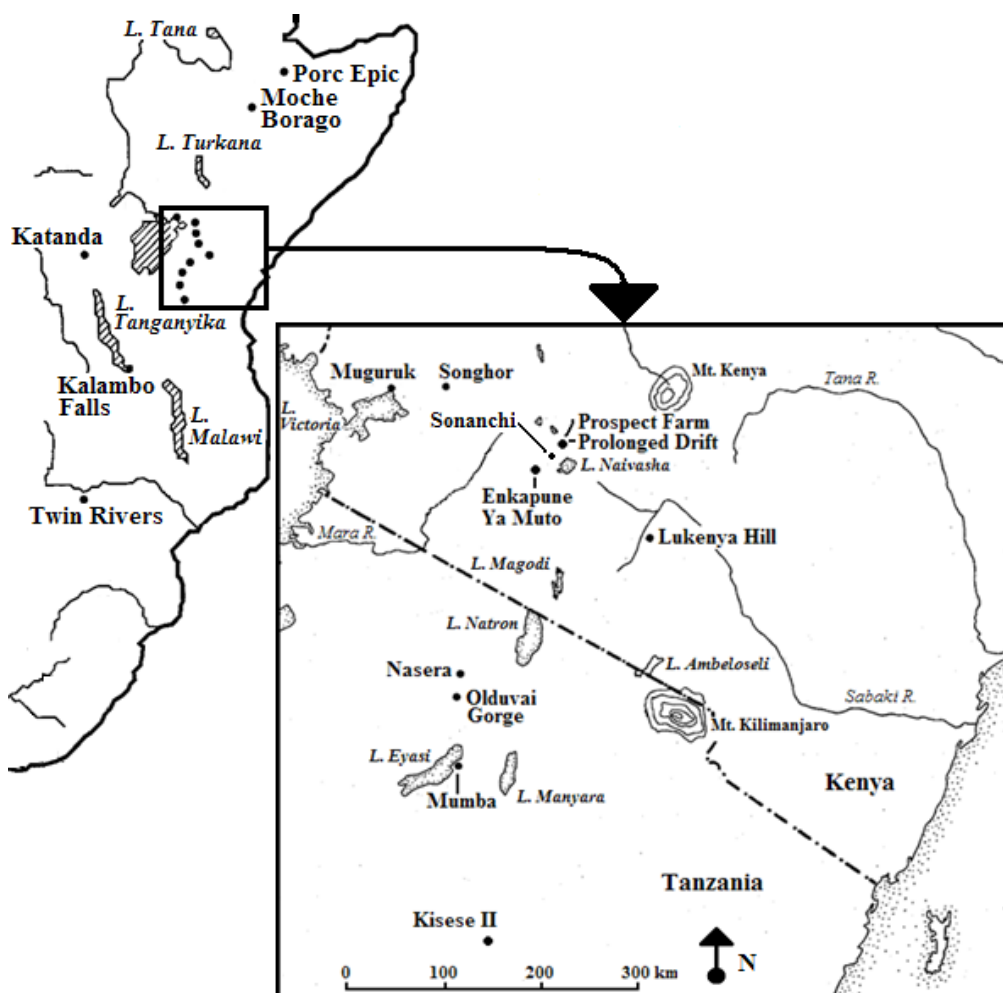 L. Tana
Porc Epic
Moche
Borago
L. Turkana
Katanda
L.
Tanganyika
Kalambo
Falls
L.
Malawi
Twin Rivers
Muguruk
Songhor
Mt. Kenya
Tana R.
L.
Victoria
Sonanchi
Prospect Farm
Prolonged Drift
L. Naivasha
Enkapune
Ya Muto
Mara R.
Lukenya Hill
L. Magodi
L. Natron
Nasera
L. Ambeloseli
Olduvai
Gorge
Sabaki R.
Mt. Kilimanjaro
L. Eyasi
Mumba
L. Manyara
Kenya
Tanzania
Kisese II
N
0 100 200 300 km